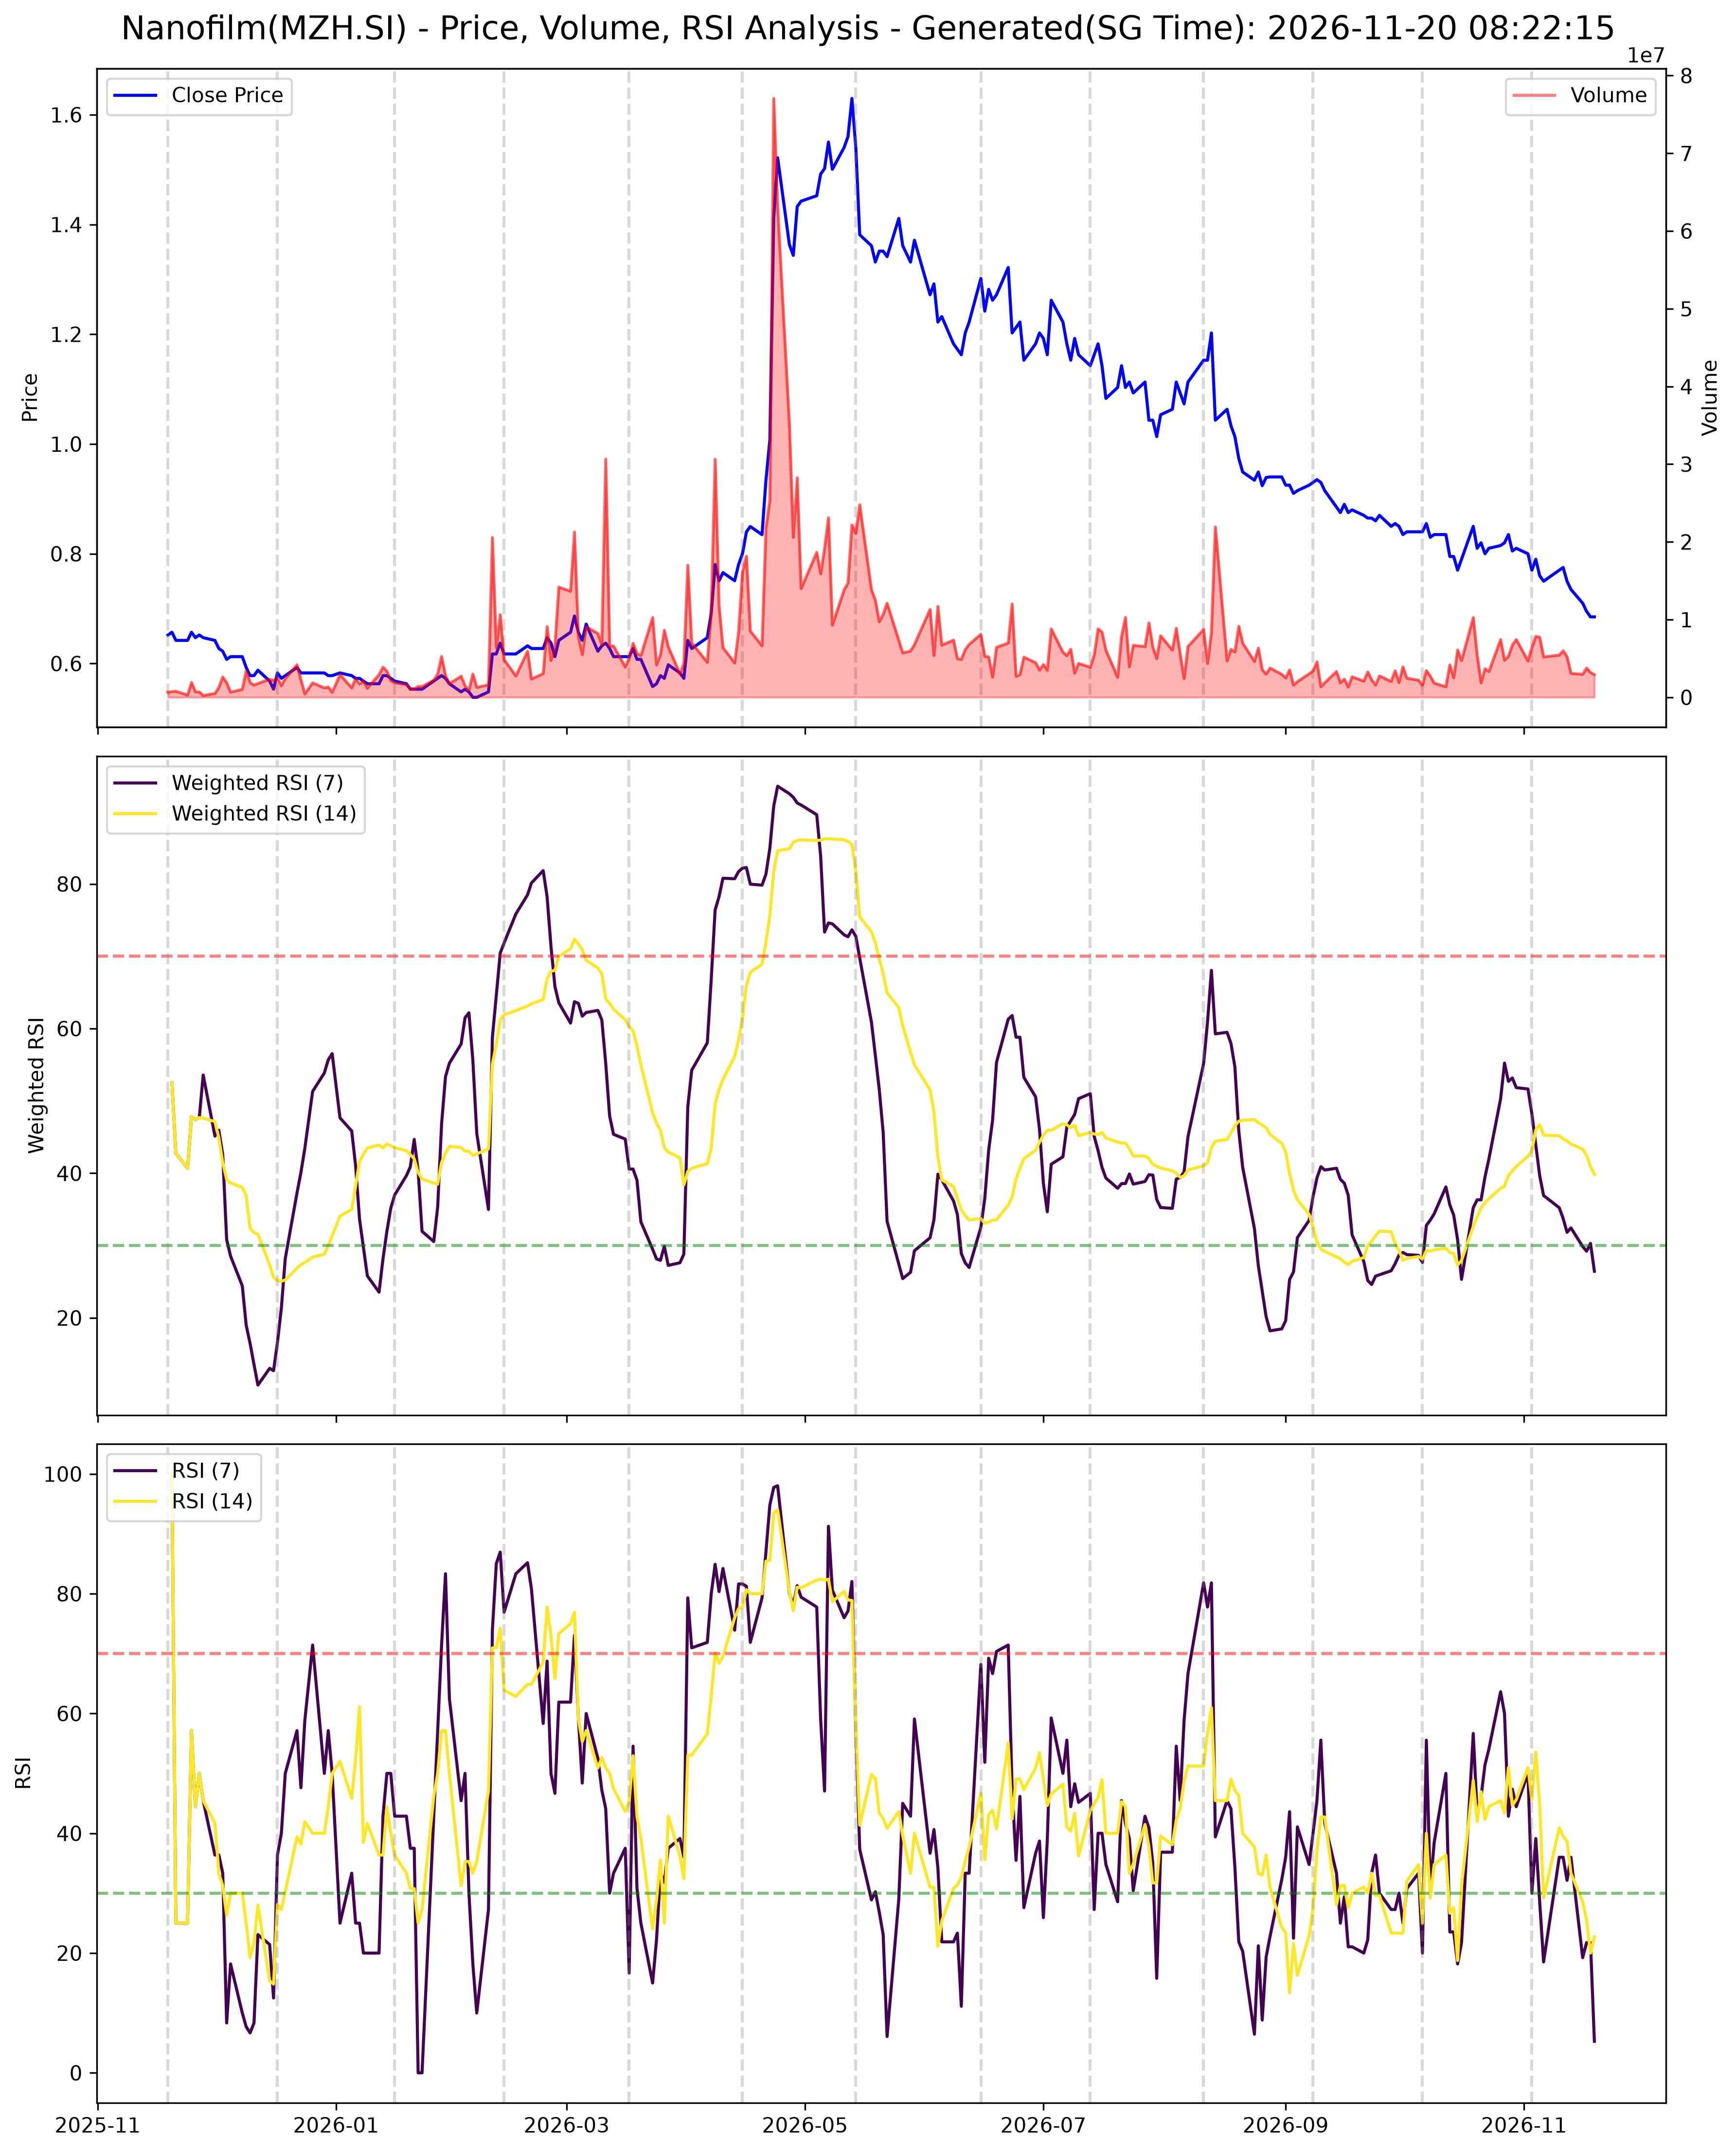 Nanofilm(MZH.SI) - Price, Volume, RSI Analysis - Generated(SG Time): 2026-11-20 08:22:15
1e7
Close Price
Volume
1.6
1.4
1.2
1.0
0.8
0.6
Price
8
7
6
5
4
3
2
1
0
Volume
Weighted RSI (7)
Weighted RSI (14)
80
60
40
20
Weighted RSI
RSI (7)
RSI (14)
100
80
60
40
20
0
RSI
2025-11 2026-01 2026-03 2026-05 2026-07 2026-09 2026-11